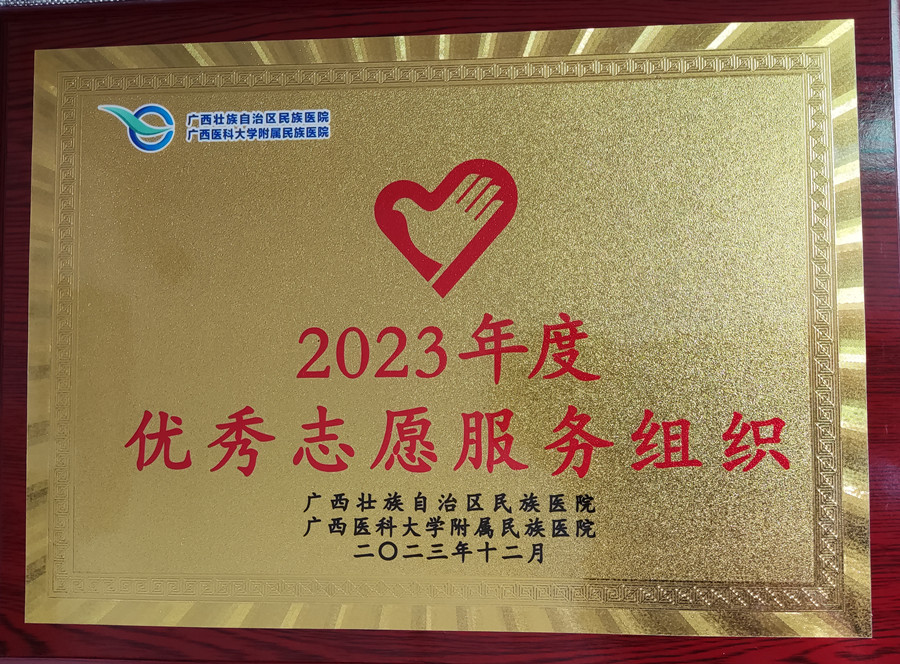 广西壮族自治区民族医院
广西医科大学附属民族医院
2023年度
优秀志愿服务组织
广西壮族自治区民族医院
广西医科大学附属民族医院
二〇二三年十二月